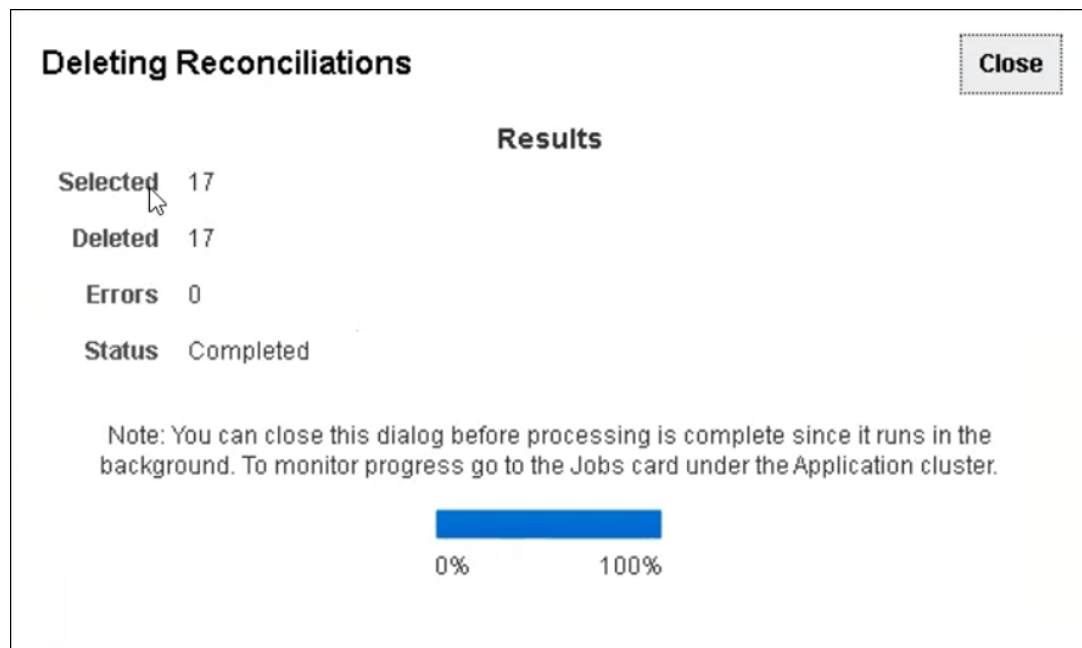 Deleting Reconciliations
Close
Results
Selected 17
Deleted 17
Errors 0
Status Completed
Note: You can close this dialog before processing is complete since it runs in the
background. To monitor progress go to the Jobs card under the Application cluster.
0% 100%